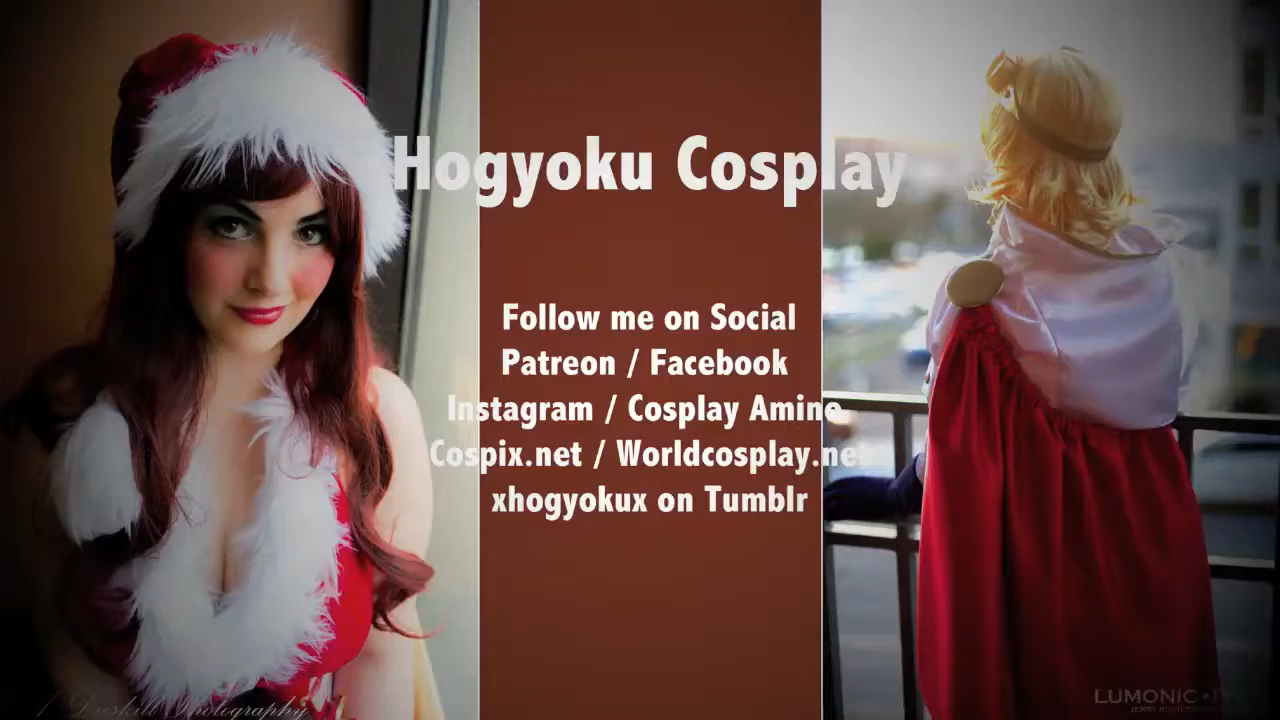 Hogyoku Cosplay
Follow me on Social
Patreon / Facebook
Instagram / Cosplay Amino
Cospix.net / Worldcosplay.net
xhogyokux on Tumblr
Driskill Photography
LUMONIC